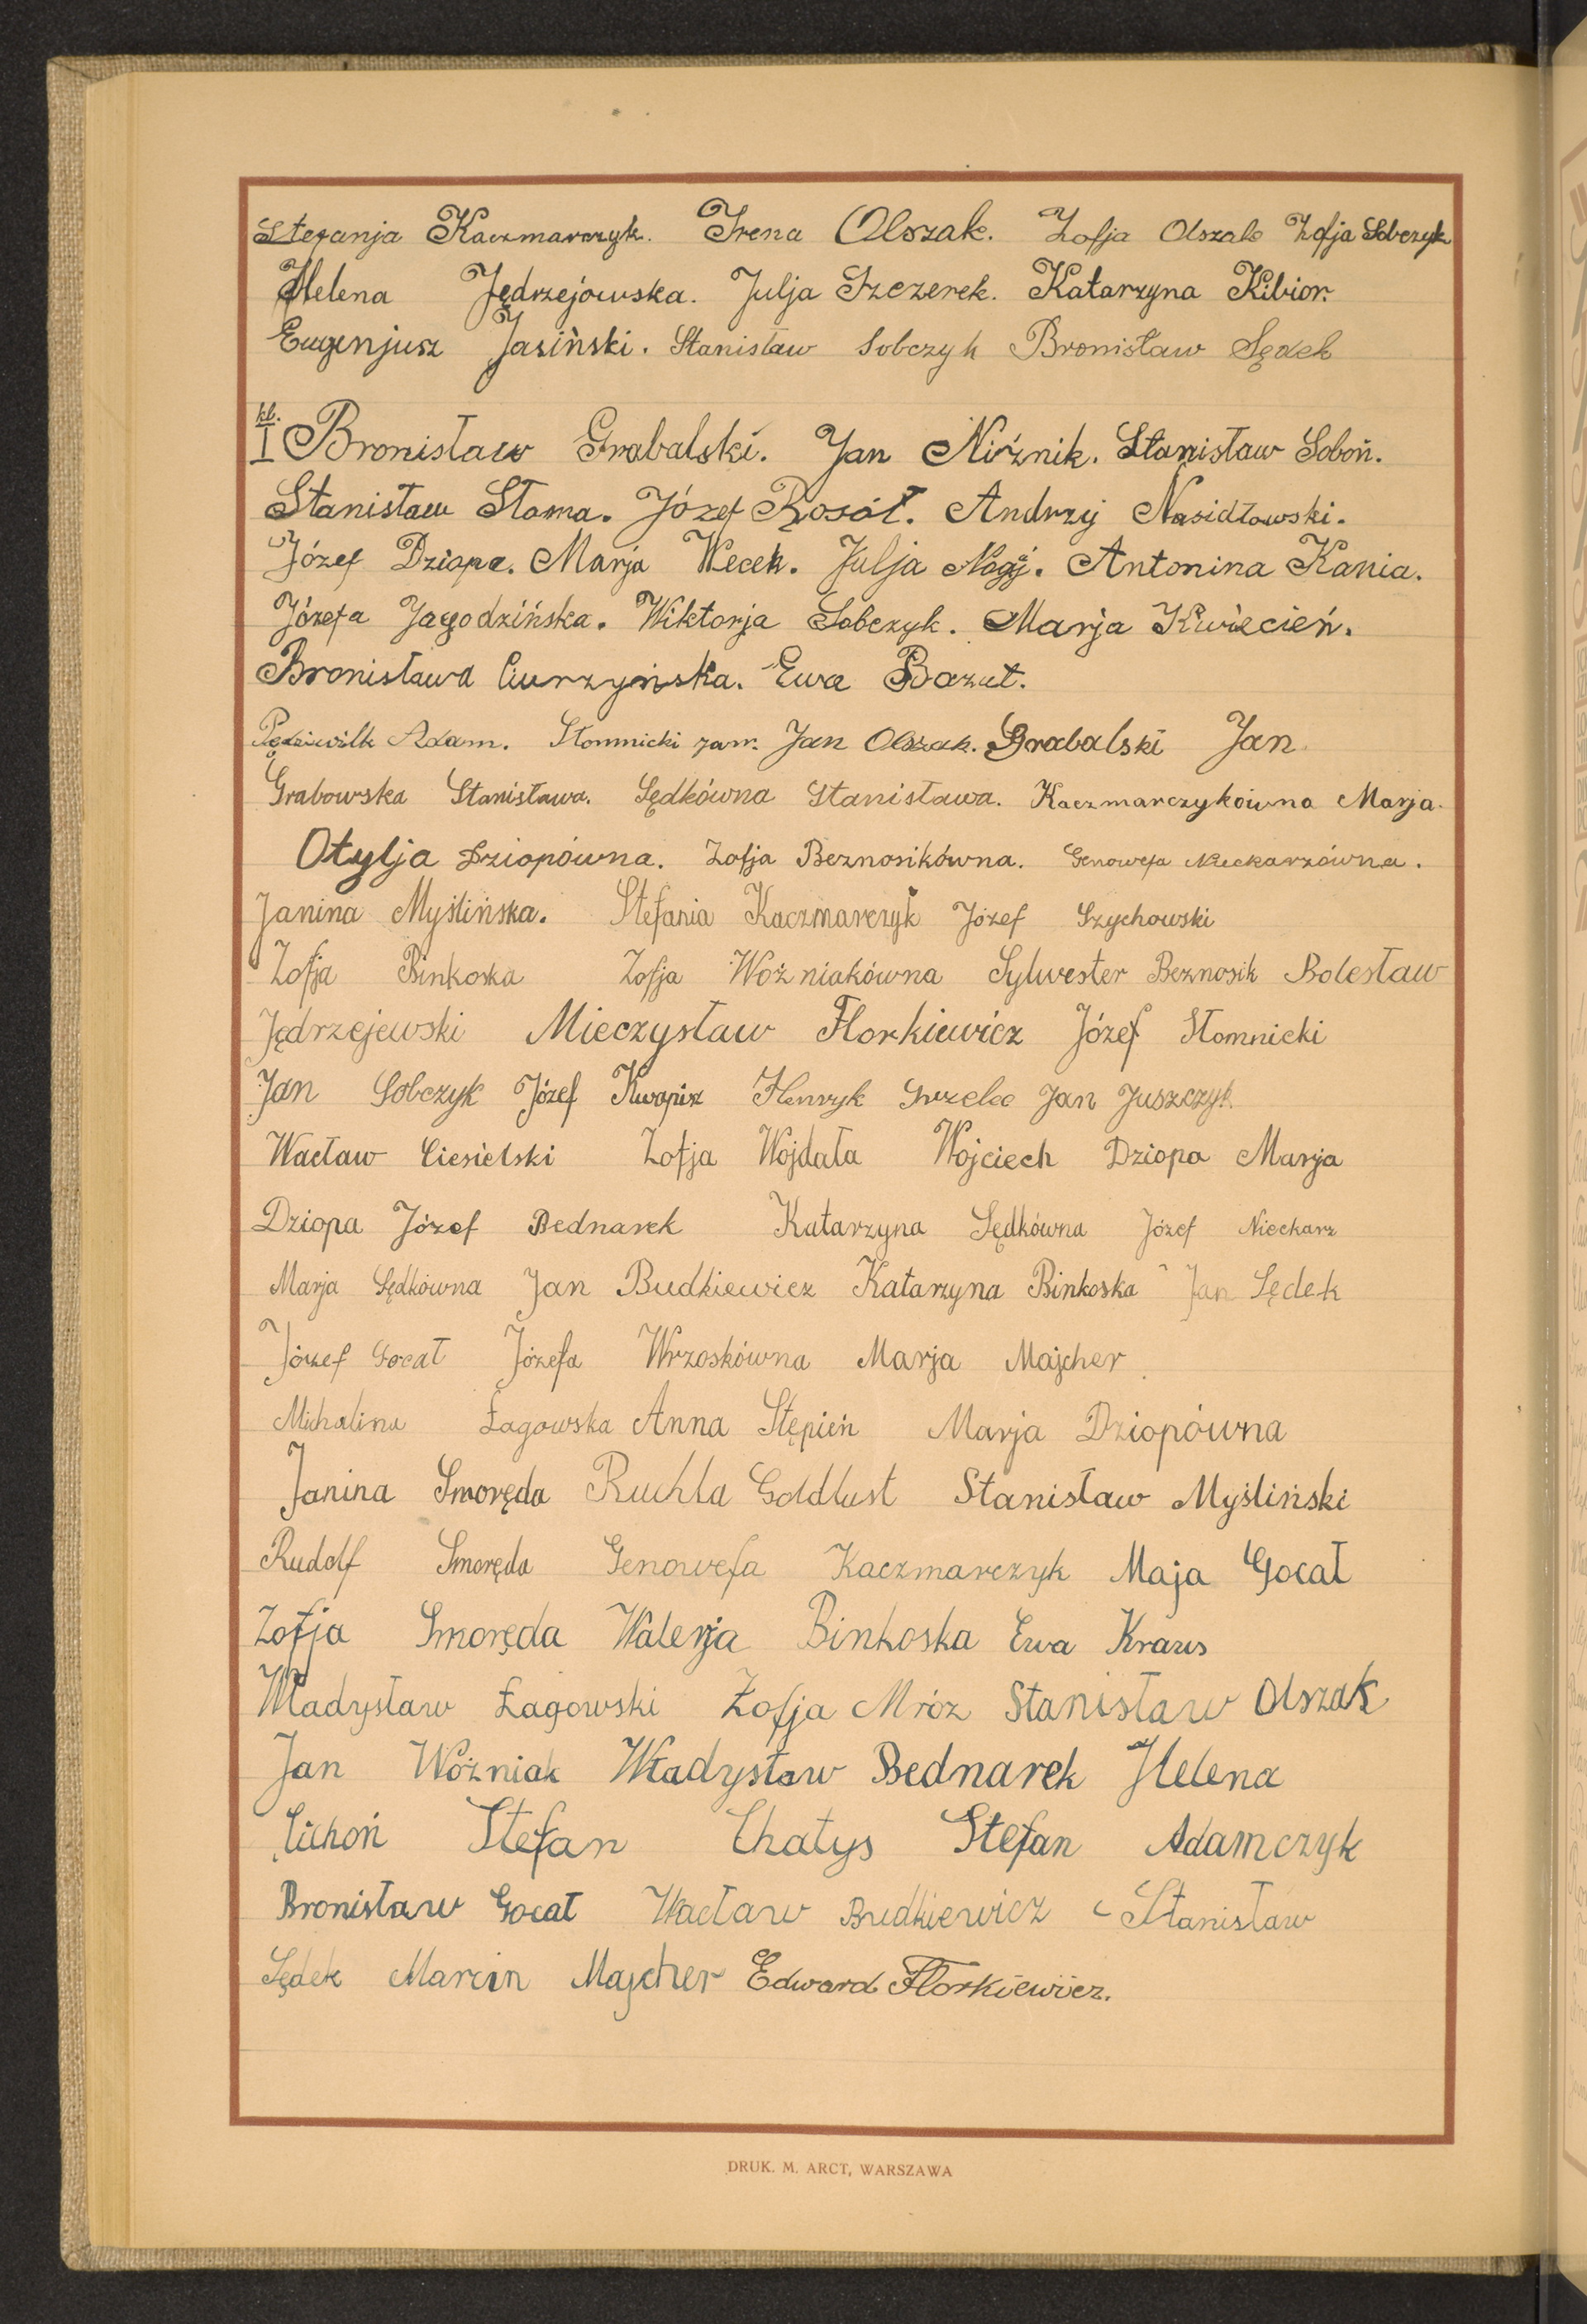 Stefanja Kaczmarczyk. Irena Olszak. Zofja Olszak Zofja Sobczyk
Helena Jędrzejowska. Julja Szczerek. Katarzyna Kibior.
Eugenjusz Jasiński. Stanisław Sobczyk Bronisław Sędek
kl.
I Bronisław Grabalski. Jan Niźnik. Stanisław Soboń.
Stanisław Słoma. Józef Rosół. Andrzy Nasidłowski.
Józef Dziopa. Marja Wecek. Julja Nagj. Antonina Kania.
Józefa Jagodzińska. Wiktorja Sobczyk. Marja Kwiecień.
Bronisława Ciurzyńska. Ewa Bazut.
Pędziwilk Adam. Słomnicki Jan. Jan Olszak. Grabalski Jan
Grabowska Stanisława. Sędkówna Stanisława. Kaczmarczykówna Marja.
Otylja Dziopówna. Zofja Beznosikówna. Genowefa Nieckarzówna.
Janina Myślińska. Stefania Kaczmarczyk Józef Szychowski
Zofja Binkoska Zofja Woźniakówna Sylwester Beznosik Bolesław
Jędrzejewski Mieczysław Florkiewicz Józef Słomnicki
Jan Sobczyk Józef Kwapisz Henryk Grzelec Jan Juszczyk
Wacław Ciesielski Zofja Wojdała Wojciech Dziopa Marja
Dziopa Józef Bednarek Katarzyna Sędkówna Józef Nieckarz
Marja Sędkówna Jan Budkiewicz Katarzyna Binkoska Jan Sędek
Józef Gocał Józefa Wrzoskówna Marja Majcher
Michalina Łagowska Anna Stępień Marja Dziopówna
Janina Smoręda Ruchla Goldlust Stanisław Myśliński
Rudolf Smoręda Genowefa Kaczmarczyk Maja Gocał
Zofja Smoręda Walerja Binkoska Ewa Kraws
Władysław Łagowski Zofja Mróz Stanisław Olszak
Jan Woźniak Władysław Bednarek Helena
Cichoń Stefan Chatys Stefan Adamczyk
Bronisław Gocał Wacław Budkiewicz Stanisław
Sędek Marcin Majcher Edward Florkiewicz.
DRUK. M. ARCT, WARSZAWA